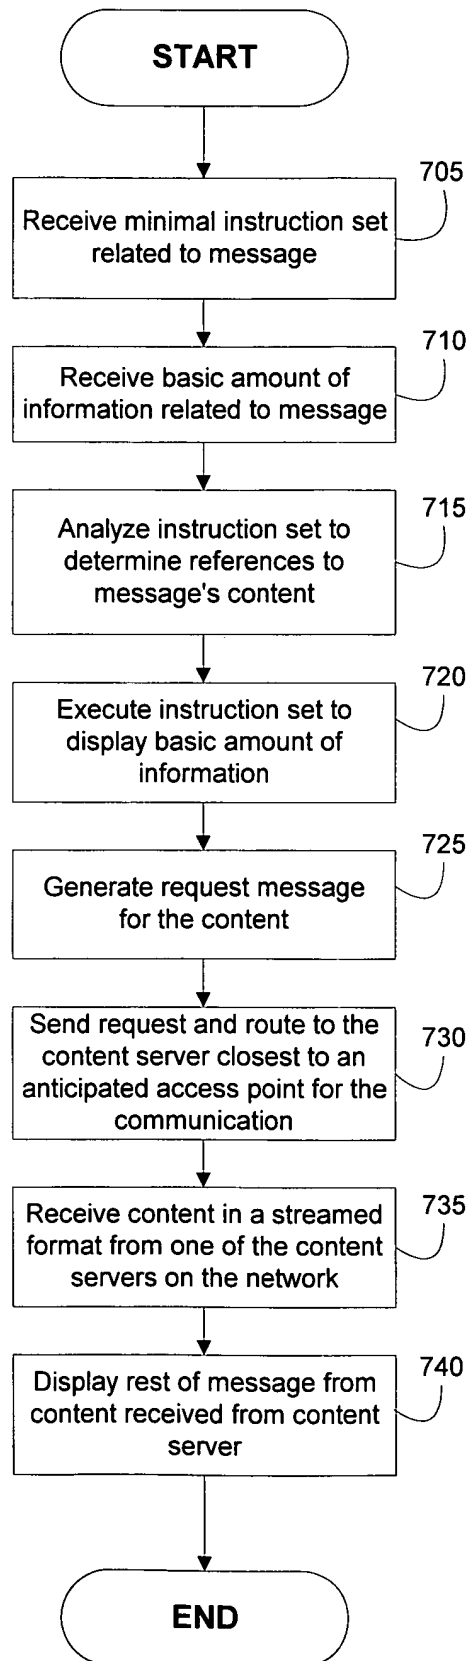 START
705
Receive minimal instruction set
related to message
710
Receive basic amount of
information related to message
715
Analyze instruction set to
determine references to
message's content
720
Execute instruction set to
display basic amount of
information
725
Generate request message
for the content
730
Send request and route to the
content server closest to an
anticipated access point for the
communication
735
Receive content in a streamed
format from one of the content
servers on the network
740
Display rest of message from
content received from content
server
END